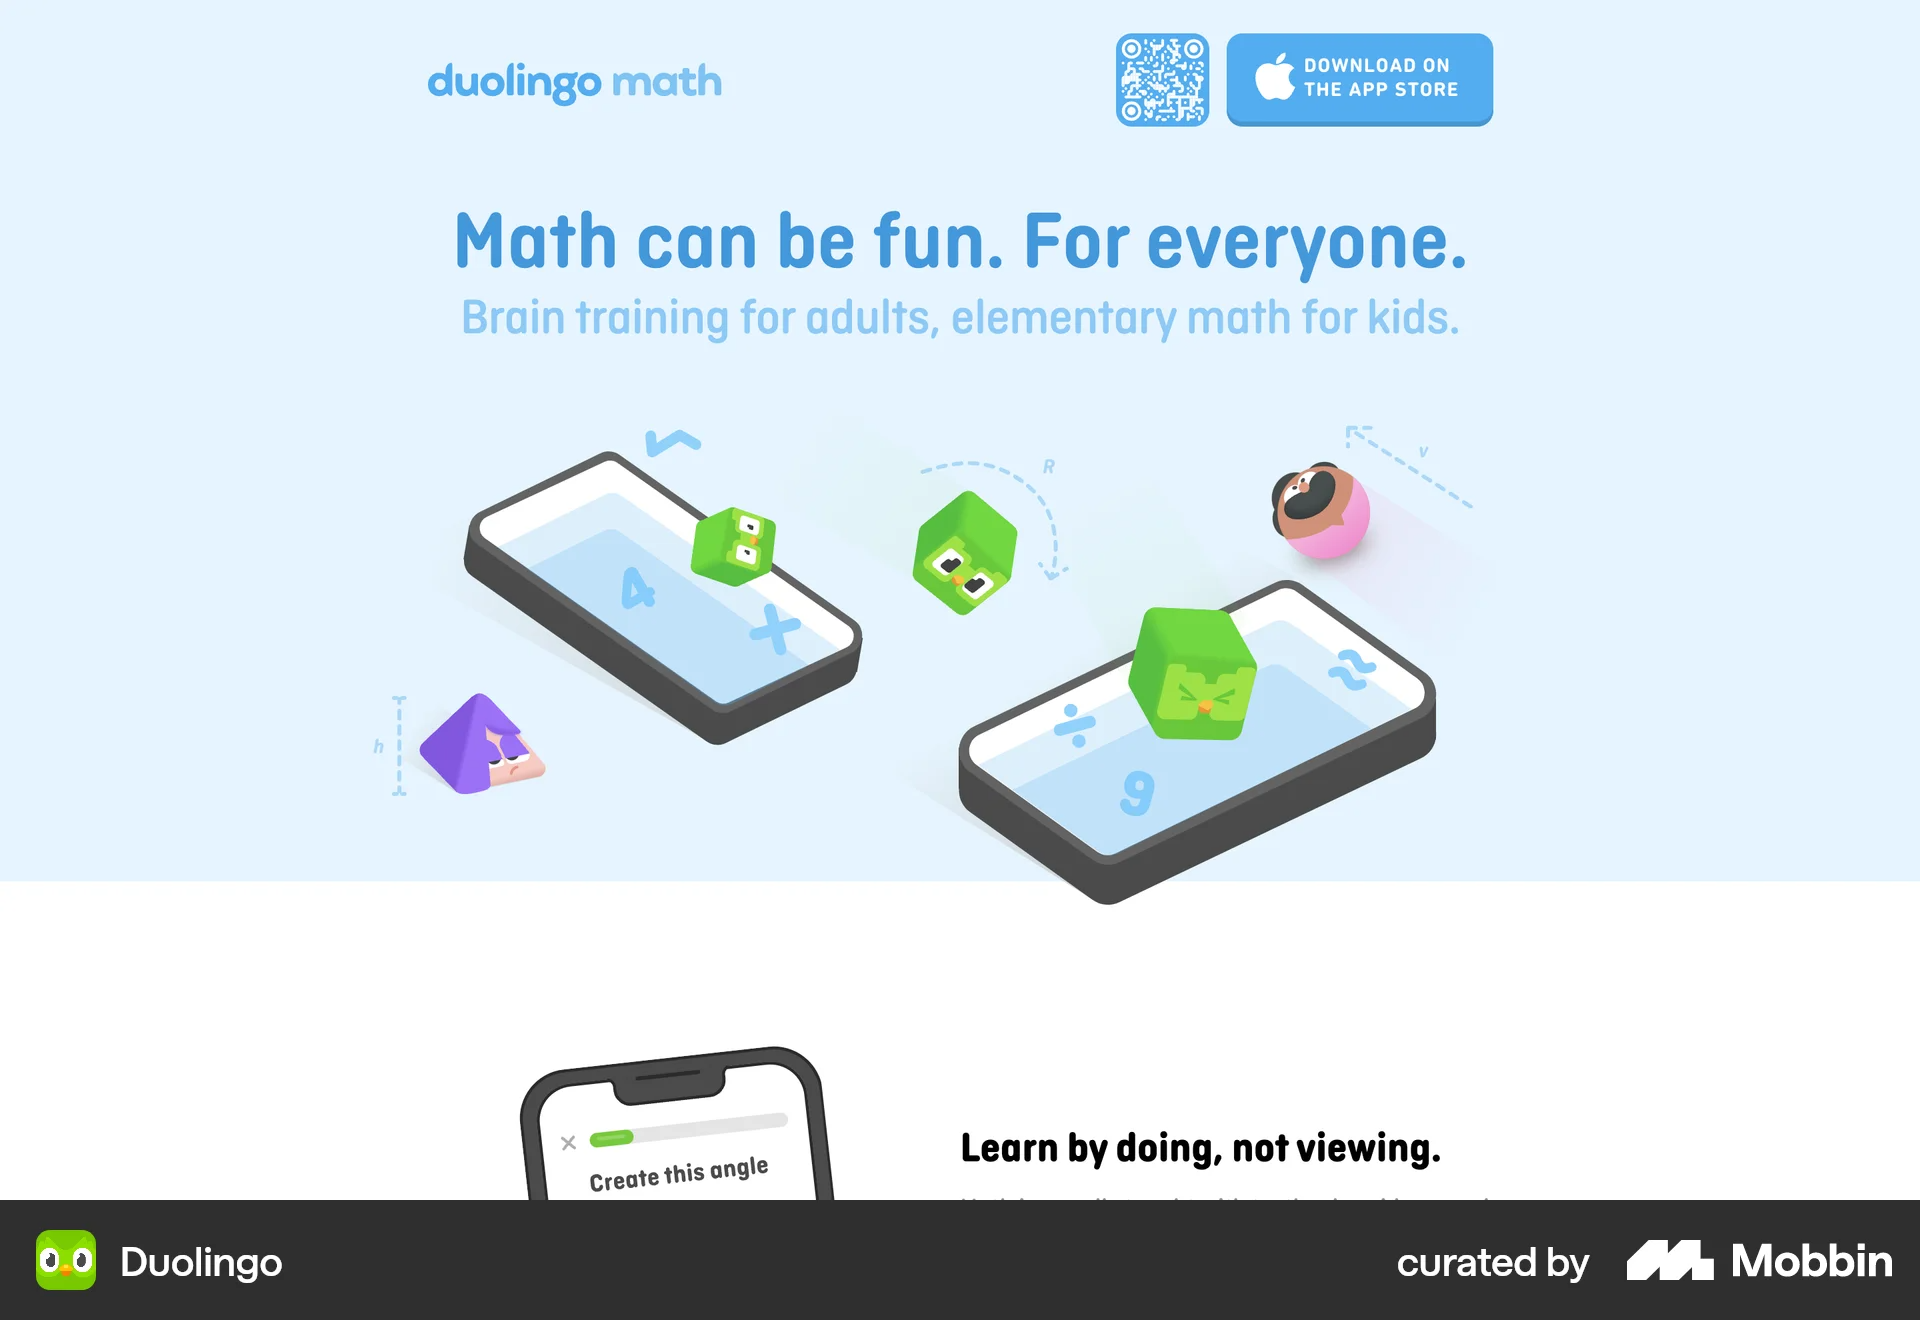 duolingo math
DOWNLOAD ON
THE APP STORE
Math can be fun. For everyone.
Brain training for adults, elementary math for kids.
R
v
4
h
9
Create this angle
Learn by doing, not viewing.
Duolingo
curated by
Mobbin